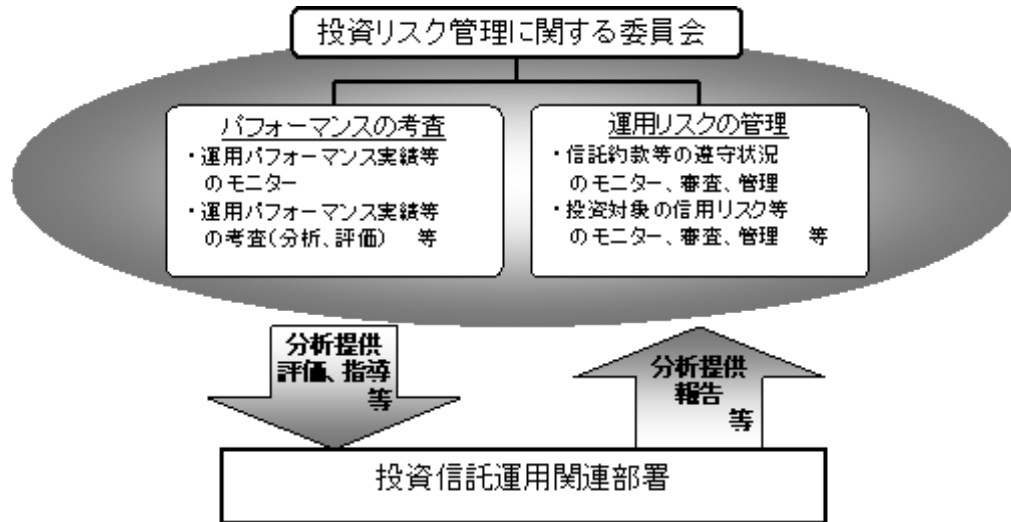 投資リスク管理に関する委員会
パフォーマンスの考査
・運用パフォーマンス実績等
のモニター
・運用パフォーマンス実績等
の考査(分析、評価) 等
運用リスクの管理
・信託約款等の遵守状況
のモニター、審査、管理
・投資対象の信用リスク等
のモニター、審査、管理 等
分析提供
評価、指導
等
分析提供
報告
等
投資信託運用関連部署